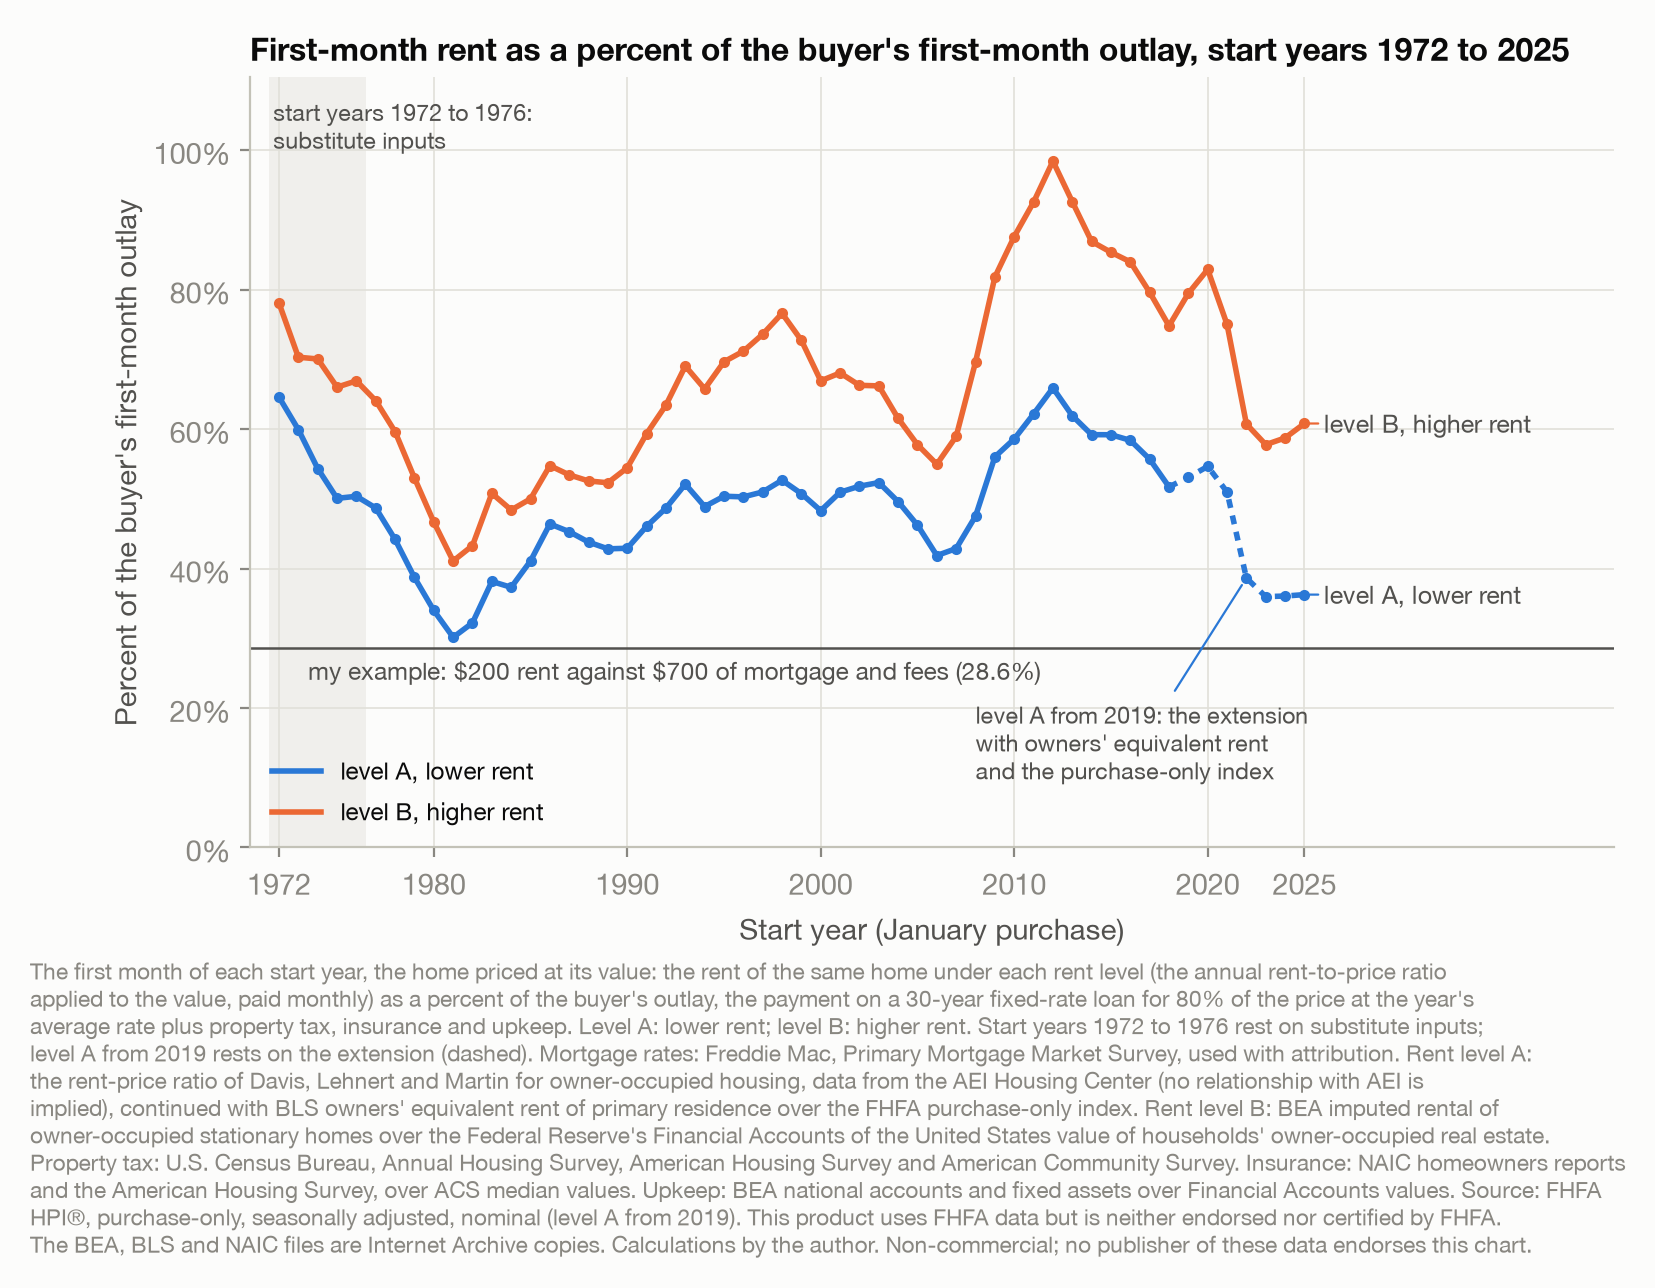 First-month rent as a percent of the buyer's first-month outlay, start years 1972 to 2025
start years 1972 to 1976:
substitute inputs
100%
80%
60%
40%
20%
0%
Percent of the buyer's first-month outlay
level B, higher rent
level A, lower rent
my example: $200 rent against $700 of mortgage and fees (28.6%)
level A from 2019: the extension
with owners' equivalent rent
and the purchase-only index
level A, lower rent
level B, higher rent
1972 1980 1990 2000 2010 2020 2025
Start year (January purchase)
The first month of each start year, the home priced at its value: the rent of the same home under each rent level (the annual rent-to-price ratio
applied to the value, paid monthly) as a percent of the buyer's outlay, the payment on a 30-year fixed-rate loan for 80% of the price at the year's
average rate plus property tax, insurance and upkeep. Level A: lower rent; level B: higher rent. Start years 1972 to 1976 rest on substitute inputs;
level A from 2019 rests on the extension (dashed). Mortgage rates: Freddie Mac, Primary Mortgage Market Survey, used with attribution. Rent level A:
the rent-price ratio of Davis, Lehnert and Martin for owner-occupied housing, data from the AEI Housing Center (no relationship with AEI is
implied), continued with BLS owners' equivalent rent of primary residence over the FHFA purchase-only index. Rent level B: BEA imputed rental of
owner-occupied stationary homes over the Federal Reserve's Financial Accounts of the United States value of households' owner-occupied real estate.
Property tax: U.S. Census Bureau, Annual Housing Survey, American Housing Survey and American Community Survey. Insurance: NAIC homeowners reports
and the American Housing Survey, over ACS median values. Upkeep: BEA national accounts and fixed assets over Financial Accounts values. Source: FHFA
HPI®, purchase-only, seasonally adjusted, nominal (level A from 2019). This product uses FHFA data but is neither endorsed nor certified by FHFA.
The BEA, BLS and NAIC files are Internet Archive copies. Calculations by the author. Non-commercial; no publisher of these data endorses this chart.